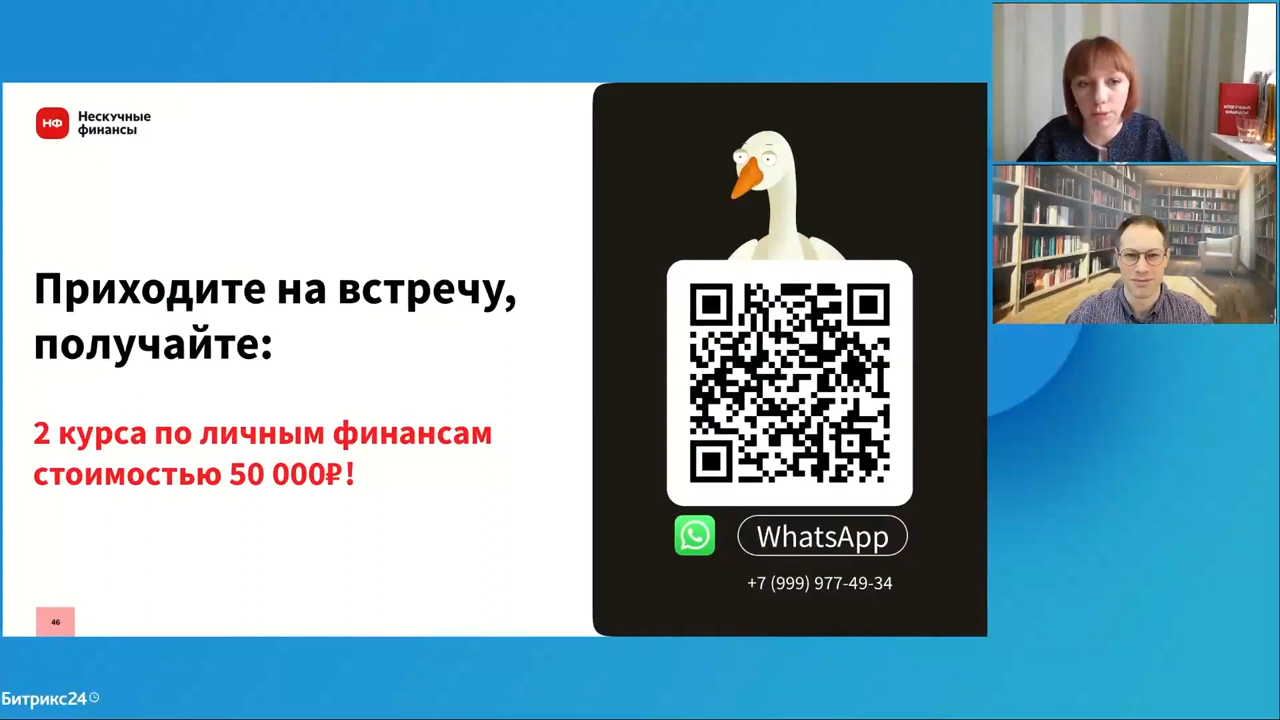 НФ
Нескучные
финансы
Приходите на встречу,
получайте:
2 курса по личным финансам
стоимостью 50 000₽!
46
WhatsApp
+7 (999) 977-49-34
Битрикс24